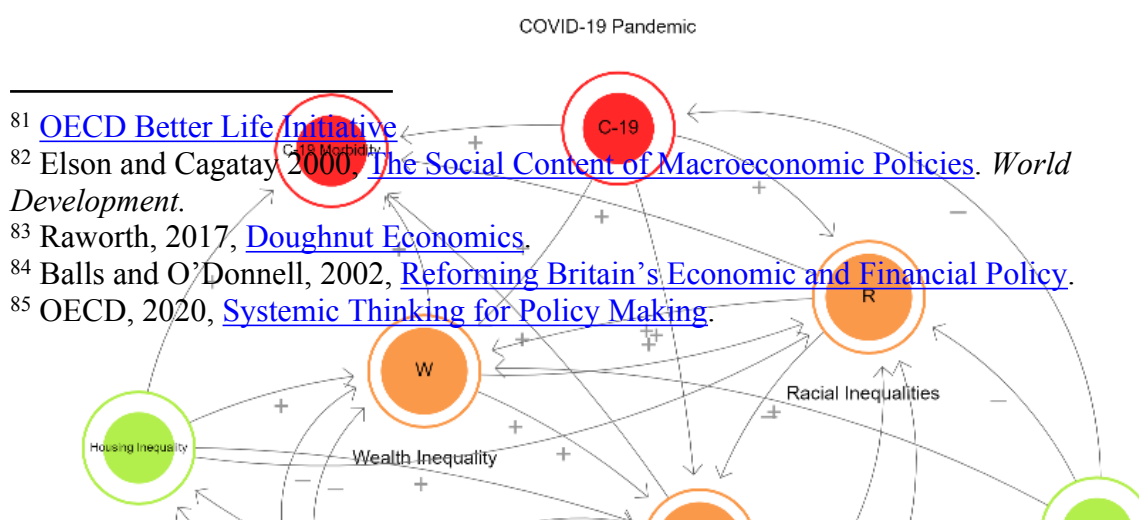 COVID-19 Pandemic
81 OECD Better Life Initiative
C-19 Morbidity
C-19
82 Elson and Cagatay 2000, The Social Content of Macroeconomic Policies. World
Development.
83 Raworth, 2017, Doughnut Economics.
84 Balls and O’Donnell, 2002, Reforming Britain’s Economic and Financial Policy.
R
85 OECD, 2020, Systemic Thinking for Policy Making.
W
Racial Inequalities
Housing Inequality
Wealth Inequality